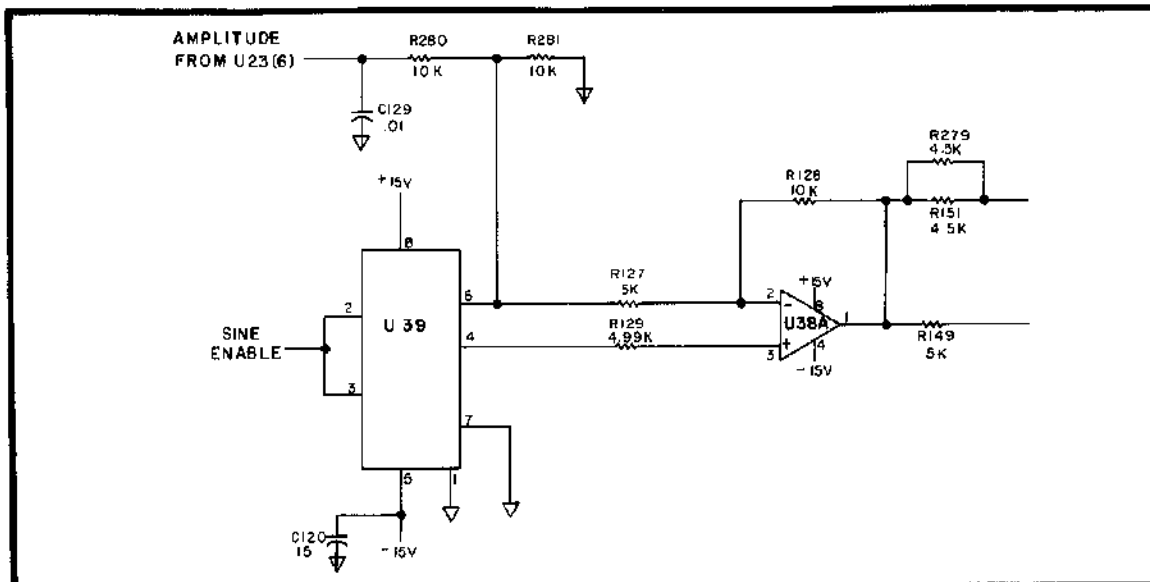 AMPLITUDE
FROM U23(6)
R280
10K
R281
10K
C129
.01
+15V
8
R279
4.5K
R128
10K
R151
4.5K
2
3
SINE
ENABLE
U39
6
4
7
R127
5K
R129
4.99K
2
3
-
+
+15V
8
U38A
1
4
-15V
R149
5K
5
1
C120
15
-15V